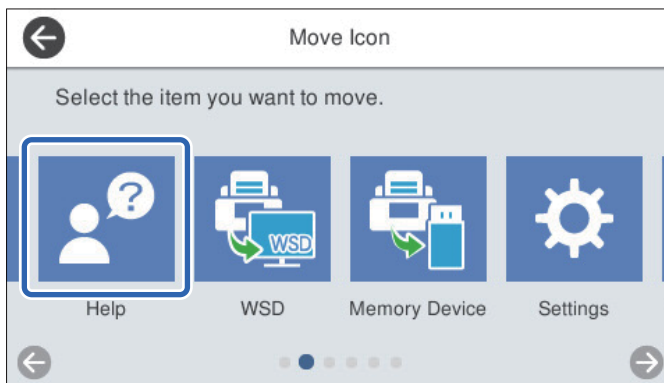 Move Icon
Select the item you want to move.
?
WSD
Help
WSD
Memory Device
Settings